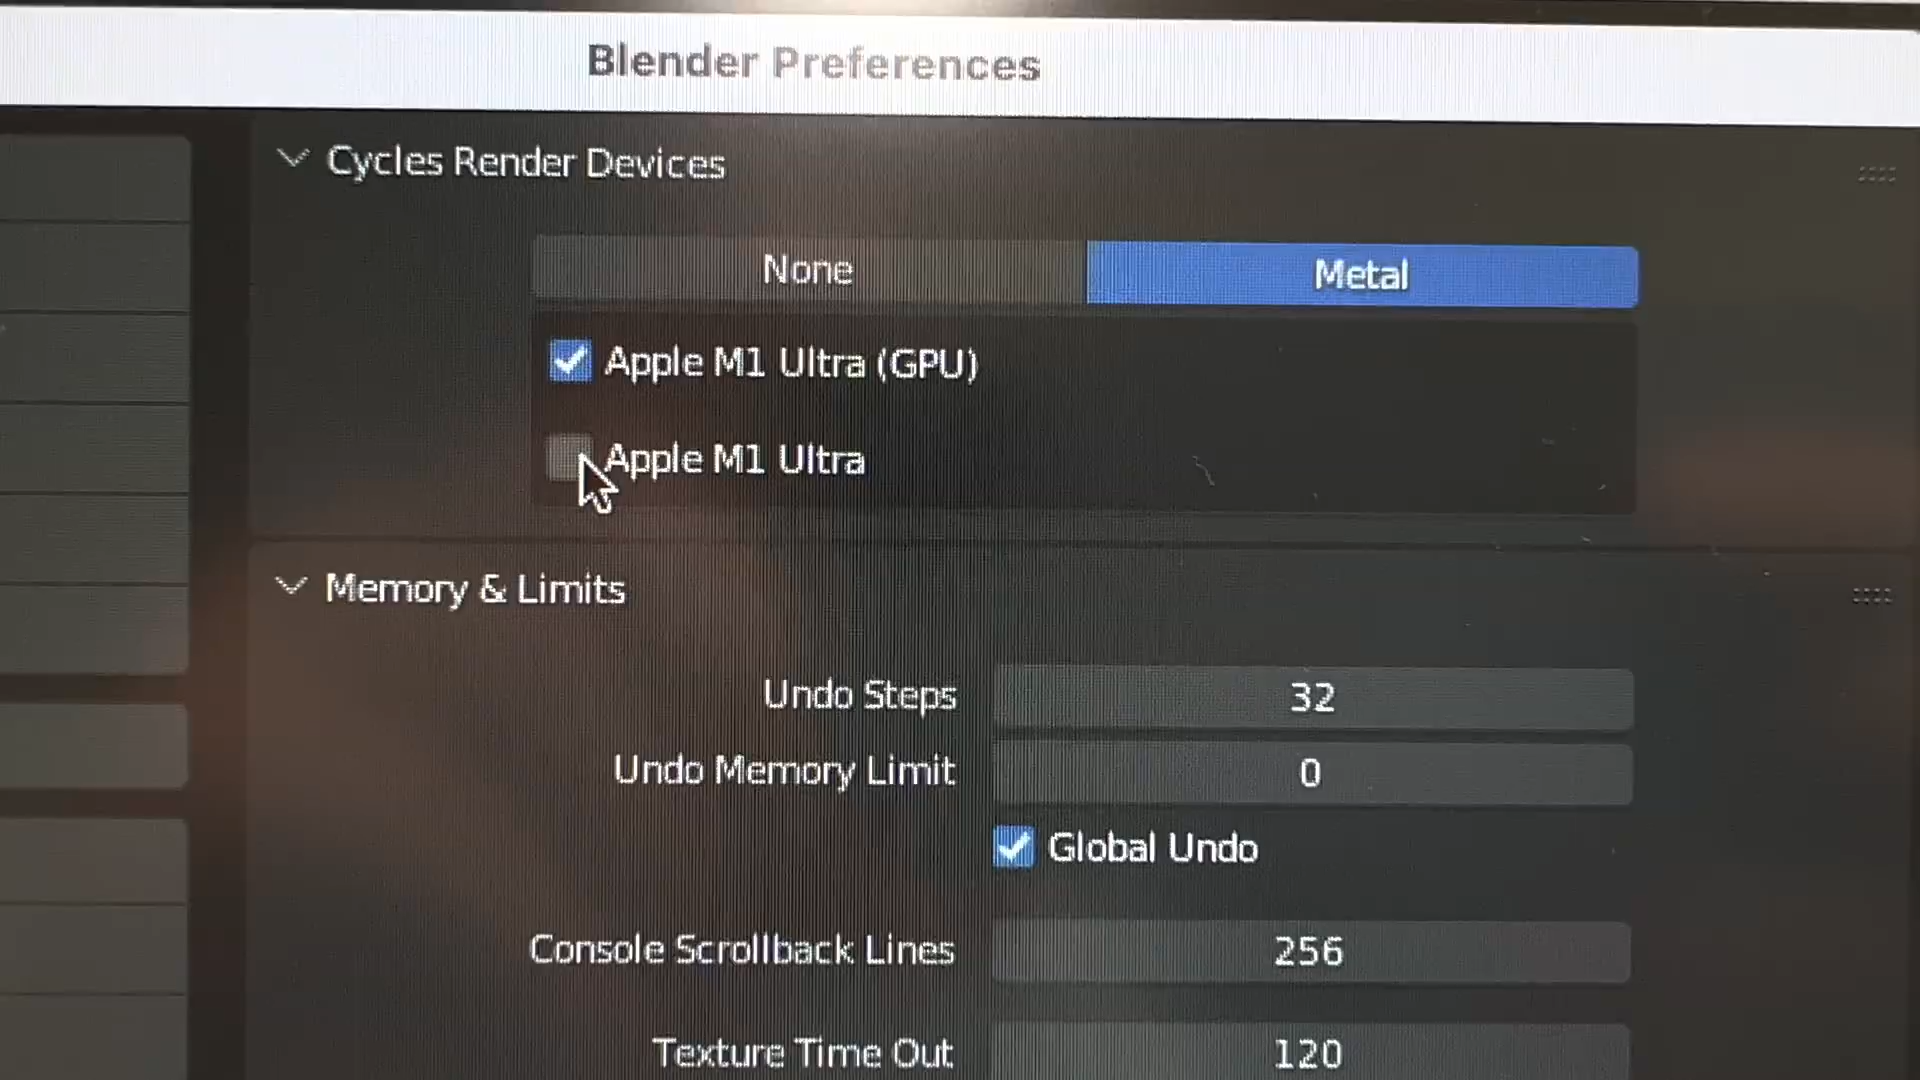 Blender Preferences
Cycles Render Devices
None Metal
Apple M1 Ultra (GPU)
Apple M1 Ultra
Memory & Limits
Undo Steps 32
Undo Memory Limit 0
Global Undo
Console Scrollback Lines 256
Texture Time Out 120